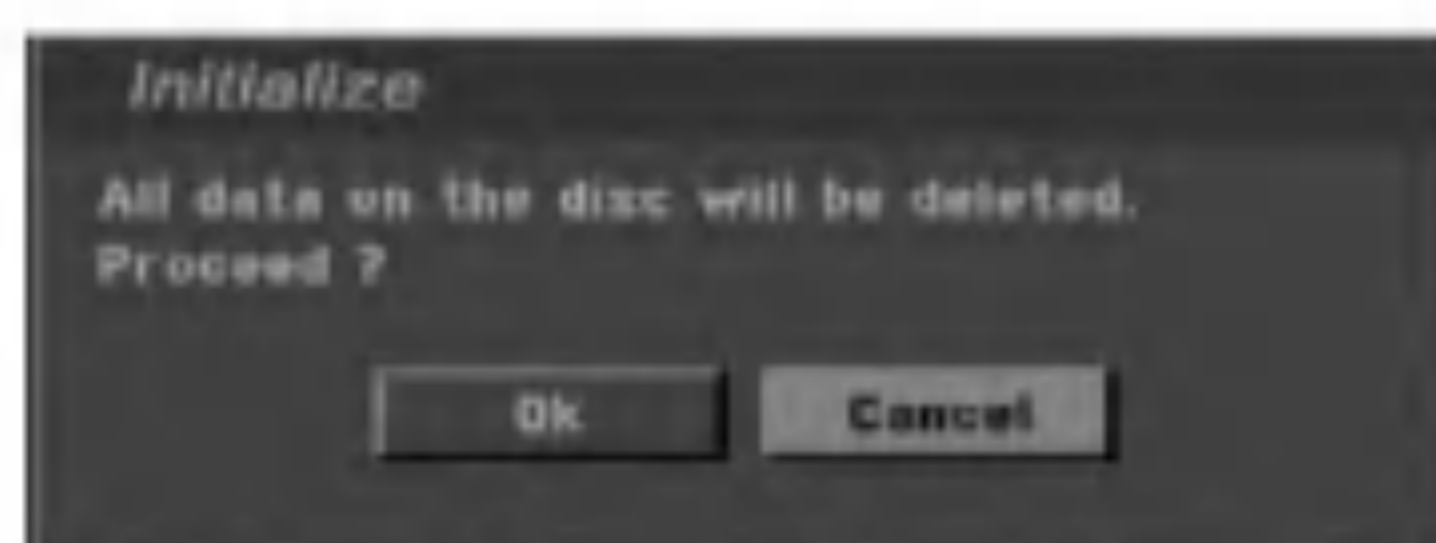 Initialize
All data on the disc will be deleted.
Proceed ?
Ok
Cancel